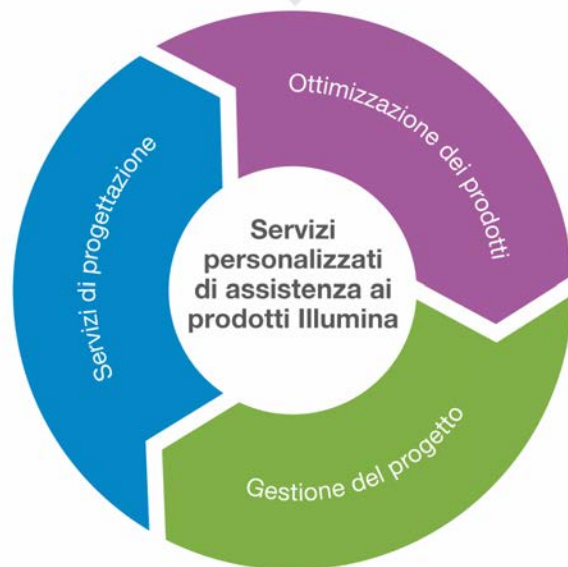 Ottimizzazione dei prodotti
Servizi di progettazione
Servizi
personalizzati
di assistenza ai
prodotti Illumina
Gestione del progetto